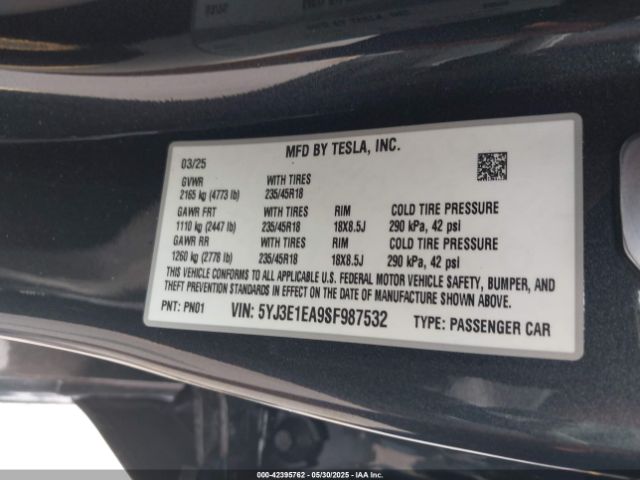 MFD BY TESLA, INC.
03/25
GVWR WITH TIRES
2165 kg (4773 lb) 235/45R18
GAWR FRT WITH TIRES RIM COLD TIRE PRESSURE
1110 kg (2447 lb) 235/45R18 18X8.5J 290 kPa, 42 psi
GAWR RR WITH TIRES RIM COLD TIRE PRESSURE
1260 kg (2778 lb) 235/45R18 18X8.5J 290 kPa, 42 psi
THIS VEHICLE CONFORMS TO ALL APPLICABLE U.S. FEDERAL MOTOR VEHICLE SAFETY, BUMPER, AND
THEFT PREVENTION STANDARDS IN EFFECT ON THE DATE OF MANUFACTURE SHOWN ABOVE.
PNT: PN01 VIN: 5YJ3E1EA9SF987532 TYPE: PASSENGER CAR
000-42395762 - 05/30/2025 - IAAI.COM